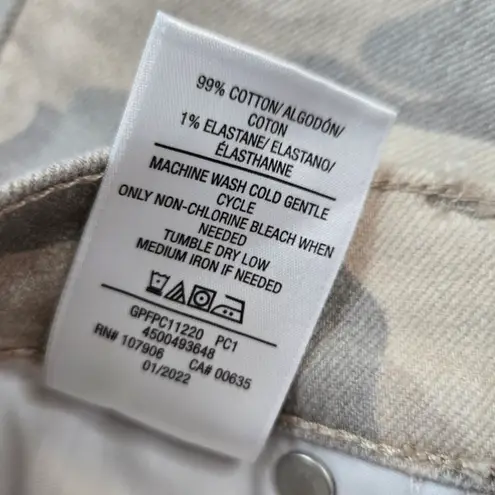 99% COTTON/ALGODÓN/
COTON
1% ELASTANE/ELASTANO/
ÉLASTHANNE
MACHINE WASH COLD GENTLE
CYCLE
ONLY NON-CHLORINE BLEACH WHEN
NEEDED
TUMBLE DRY LOW
MEDIUM IRON IF NEEDED
GPFPC11220 PC1
4500493648
RN# 107906 CA# 00635
01/2022